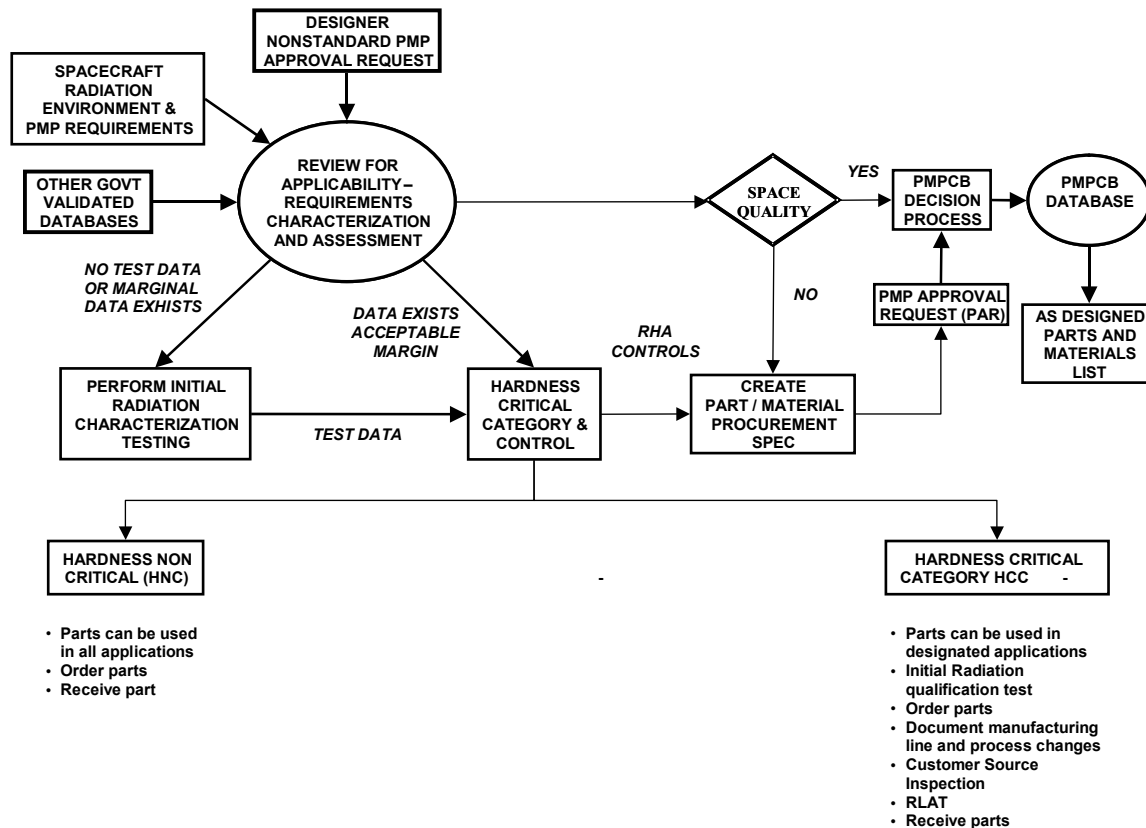 DESIGNER
NONSTANDARD PMP
APPROVAL REQUEST
SPACECRAFT
RADIATION
ENVIRONMENT &
PMP REQUIREMENTS
OTHER GOVT
VALIDATED
DATABASES
REVIEW FOR
APPLICABILITY–
REQUIREMENTS
CHARACTERIZATION
AND ASSESSMENT
SPACE
QUALITY
YES
PMPCB
DECISION
PROCESS
PMPCB
DATABASE
NO TEST DATA
OR MARGINAL
DATA EXHISTS
DATA EXISTS
ACCEPTABLE
MARGIN
NO
PMP APPROVAL
REQUEST (PAR)
AS DESIGNED
PARTS AND
MATERIALS
LIST
RHA
CONTROLS
PERFORM INITIAL
RADIATION
CHARACTERIZATION
TESTING
TEST DATA
HARDNESS
CRITICAL
CATEGORY &
CONTROL
CREATE
PART / MATERIAL
PROCUREMENT
SPEC
HARDNESS NON
CRITICAL (HNC)
-
HARDNESS CRITICAL
CATEGORY HCC -
• Parts can be used
in all applications
• Order parts
• Receive part
• Parts can be used in
designated applications
• Initial Radiation
qualification test
• Order parts
• Document manufacturing
line and process changes
• Customer Source
Inspection
• RLAT
• Receive parts